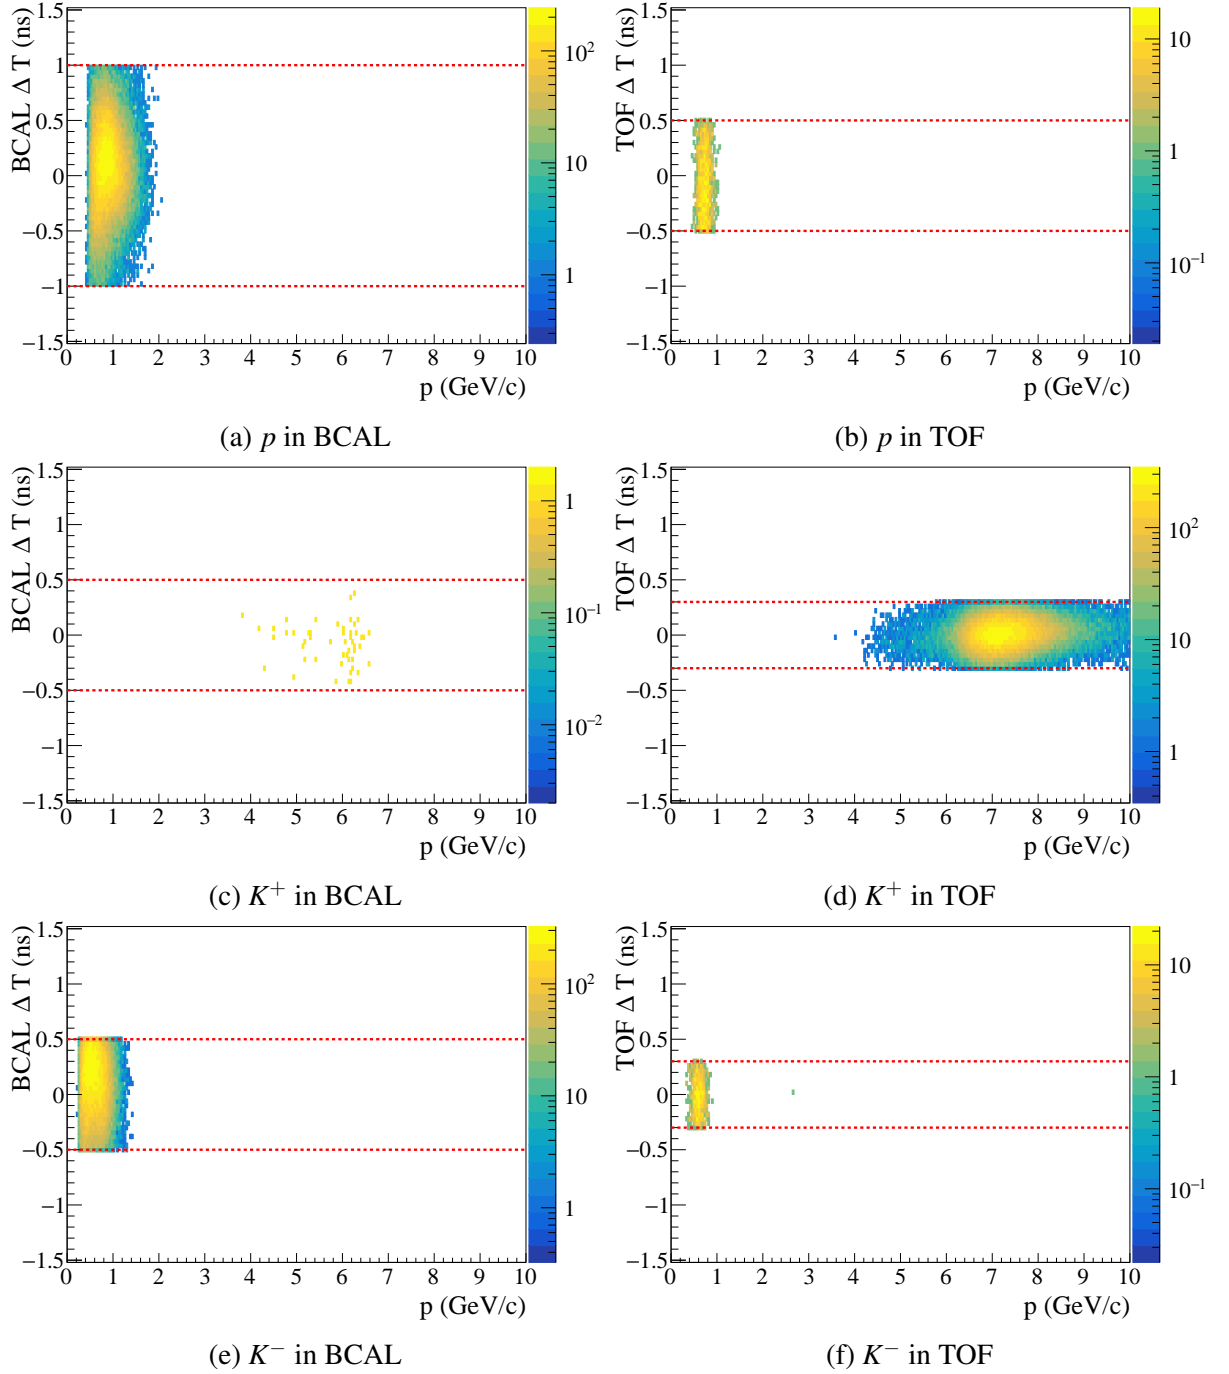 BCAL Δ T (ns)
1.5
1
0.5
0
−0.5
−1
−1.5
0 1 2 3 4 5 6 7 8 9 10
p (GeV/c)
10²
10
1
(a) p in BCAL
TOF Δ T (ns)
1.5
1
0.5
0
−0.5
−1
−1.5
0 1 2 3 4 5 6 7 8 9 10
p (GeV/c)
10
1
10⁻¹
(b) p in TOF
BCAL Δ T (ns)
1.5
1
0.5
0
−0.5
−1
−1.5
0 1 2 3 4 5 6 7 8 9 10
p (GeV/c)
1
10⁻¹
10⁻²
(c) K⁺ in BCAL
TOF Δ T (ns)
1.5
1
0.5
0
−0.5
−1
−1.5
0 1 2 3 4 5 6 7 8 9 10
p (GeV/c)
10²
10
1
(d) K⁺ in TOF
BCAL Δ T (ns)
1.5
1
0.5
0
−0.5
−1
−1.5
0 1 2 3 4 5 6 7 8 9 10
p (GeV/c)
10²
10
1
(e) K⁻ in BCAL
TOF Δ T (ns)
1.5
1
0.5
0
−0.5
−1
−1.5
0 1 2 3 4 5 6 7 8 9 10
p (GeV/c)
10
1
10⁻¹
(f) K⁻ in TOF